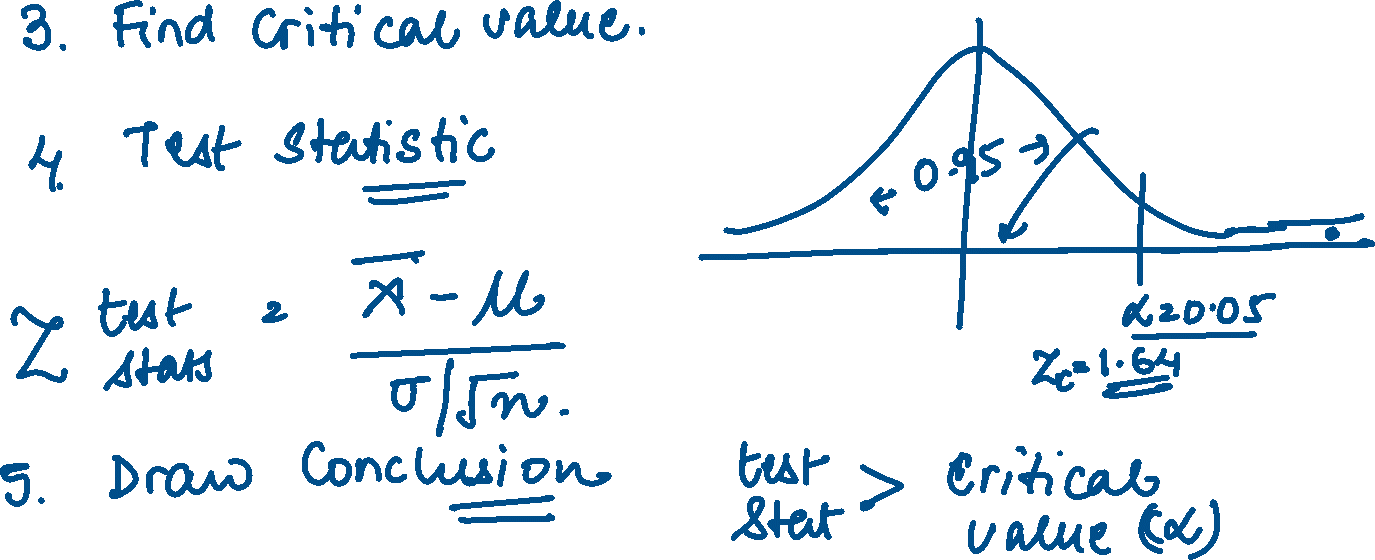 3. Find Critical value.
4. Test Statistic
Z test stats = x̄ - μ / σ/√n.
5. Draw Conclusion
← 0.95 →
α=0.05
Zc=1.64
test stat > Critical value (α)